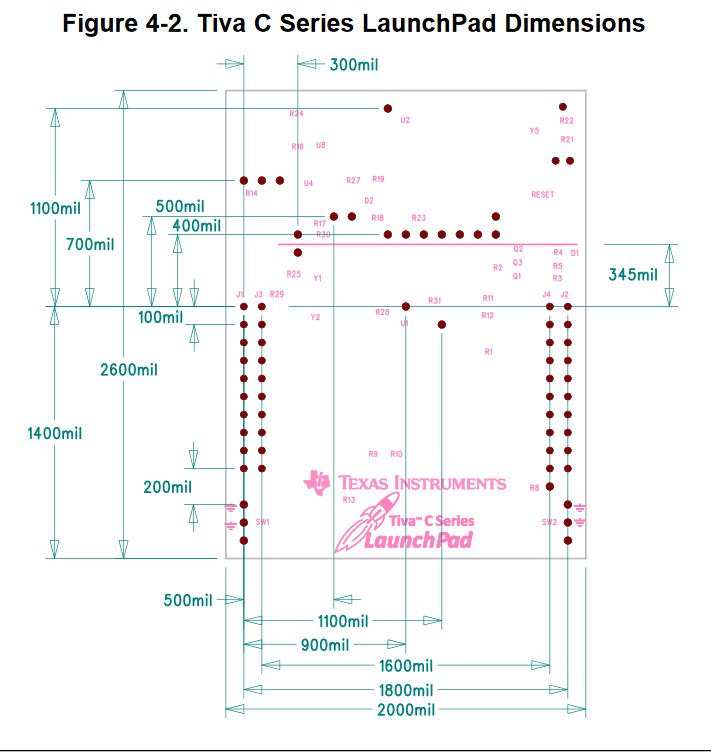 Figure 4-2. Tiva C Series LaunchPad Dimensions
300mil
R24
U2
R22
Y5
R21
R16 U8
R27 R19
U4
R14
RESET
D2
500mil
1100mil
R17
R18
R23
400mil
R30
700mil
Q2
R4 D1
Q3
R2
R5
345mil
R25
Y1
Q1
R3
J1 J3 R29
R31
R11
J4 J2
100mil
Y2
R28
U1
R12
R1
2600mil
1400mil
R9 R10
200mil
TEXAS INSTRUMENTS
R8
R13
SW1
Tiva™ C Series
SW2
LaunchPad
500mil
1100mil
900mil
1600mil
1800mil
2000mil